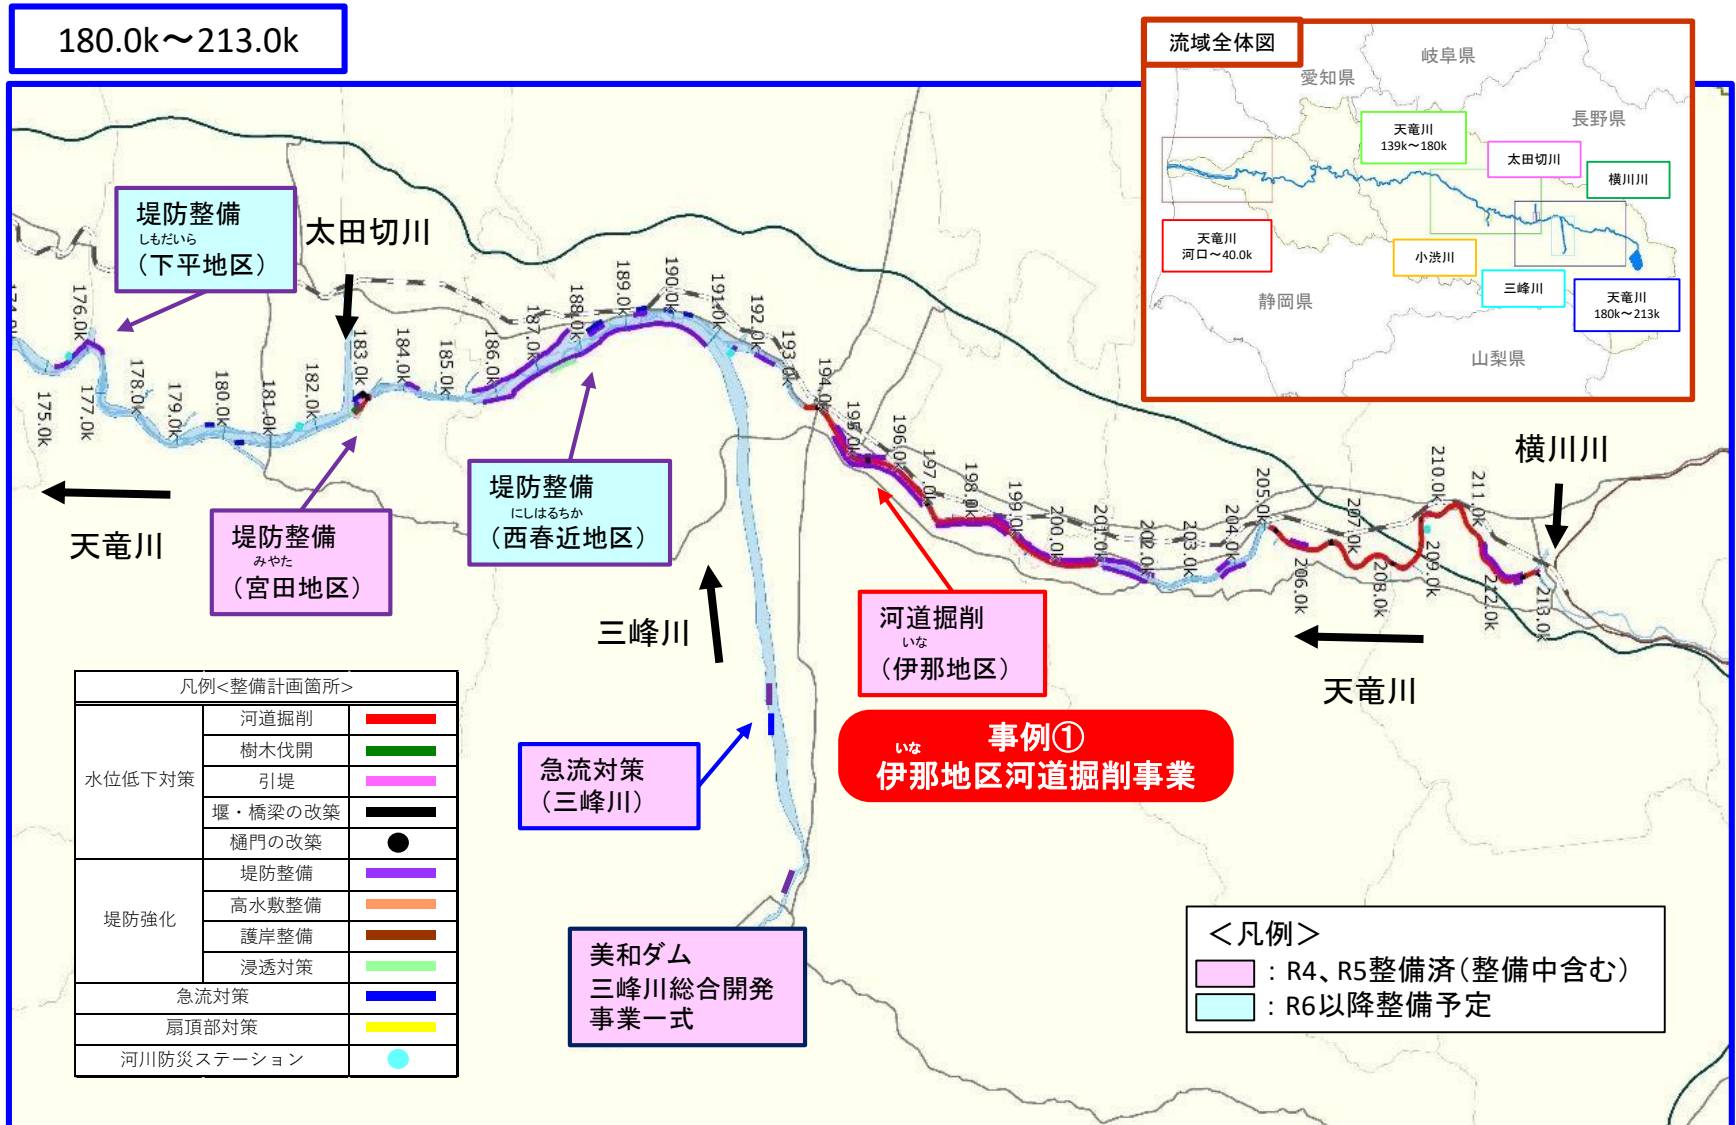 180.0k～213.0k
流域全体図
岐阜県
愛知県
長野県
天竜川
139k～180k
太田切川
横川川
天竜川
河口～40.0k
小渋川
三峰川
天竜川
180k～213k
静岡県
山梨県
堤防整備
しもだいら
（下平地区）
太田切川
174.0k
175.0k
176.0k
177.0k
178.0k
179.0k
180.0k
181.0k
182.0k
183.0k
184.0k
185.0k
186.0k
187.0k
188.0k
189.0k
190.0k
191.0k
192.0k
193.0k
194.0k
195.0k
196.0k
197.0k
198.0k
199.0k
200.0k
201.0k
202.0k
203.0k
204.0k
205.0k
206.0k
207.0k
208.0k
209.0k
210.0k
211.0k
212.0k
213.0k
横川川
天竜川
堤防整備
みやた
（宮田地区）
堤防整備
にしはるちか
（西春近地区）
三峰川
河道掘削
いな
（伊那地区）
天竜川
事例①
いな
伊那地区河道掘削事業
急流対策
（三峰川）
美和ダム
三峰川総合開発
事業一式
凡例<整備計画箇所>
水位低下対策
河道掘削
樹木伐開
引堤
堰・橋梁の改築
樋門の改築
堤防強化
堤防整備
高水敷整備
護岸整備
浸透対策
急流対策
扇頂部対策
河川防災ステーション
＜凡例＞
：R4、R5整備済（整備中含む）
：R6以降整備予定